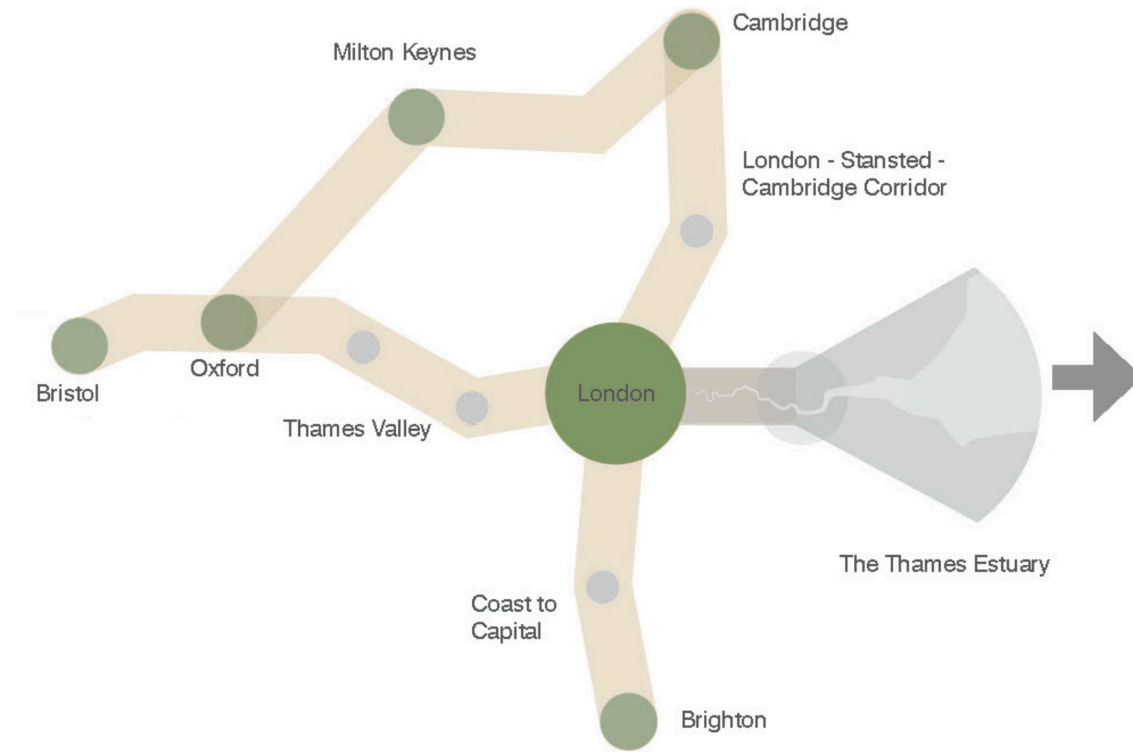 Cambridge
Milton Keynes
London - Stansted -
Cambridge Corridor
Oxford
Bristol
London
Thames Valley
The Thames Estuary
Coast to
Capital
Brighton